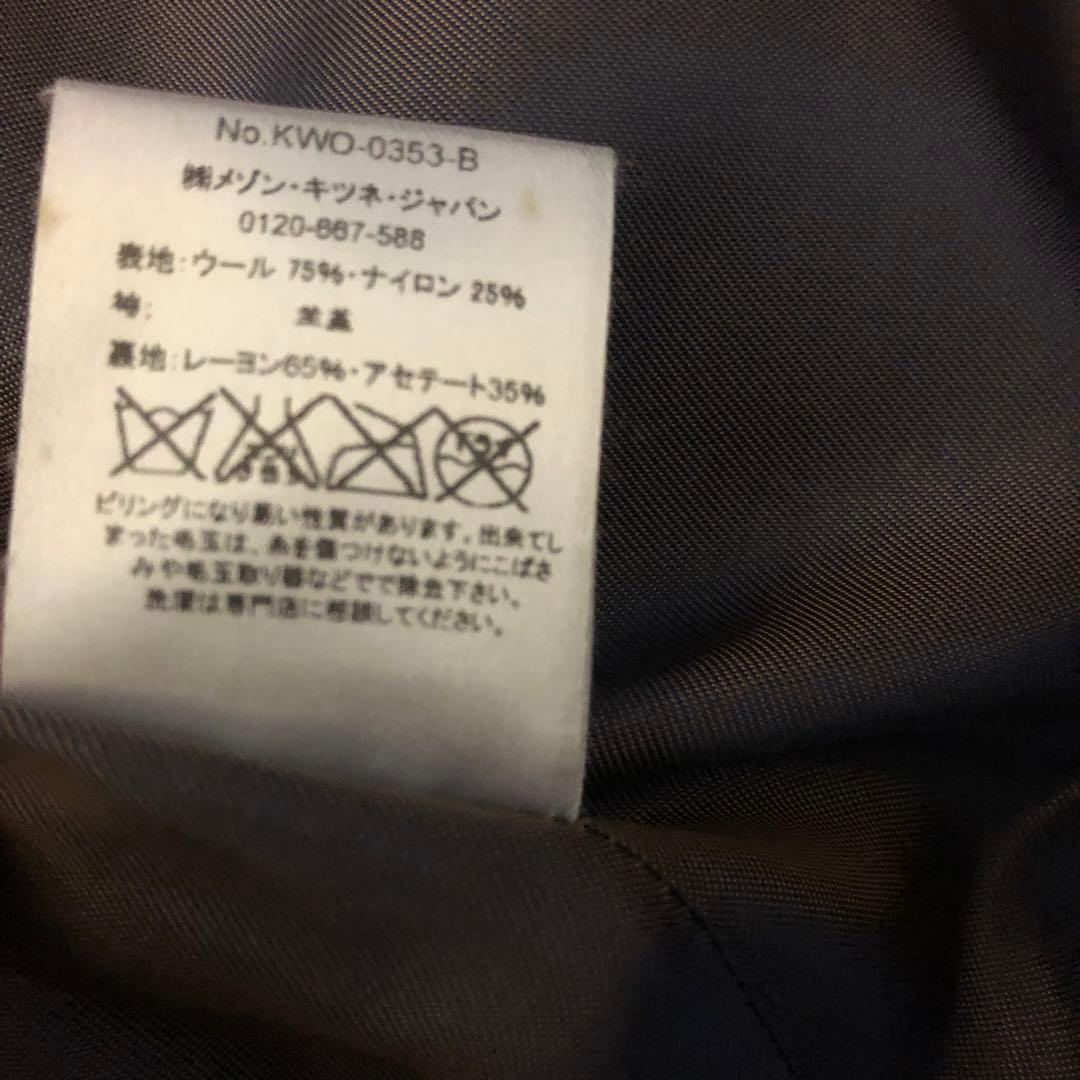 No.KWO-0353-B
㈱メゾン・キツネ・ジャパン
0120-667-588
表地:ウール 75%・ナイロン 25%
袖: 羊革
裏地:レーヨン65%・アセテート35%
ピリングになり易い性質があります。出来てし
まった毛玉は、糸を傷つけないようにこばさ
みや毛玉取り器などでで除去下さい。
洗濯は専門店に相談してください。